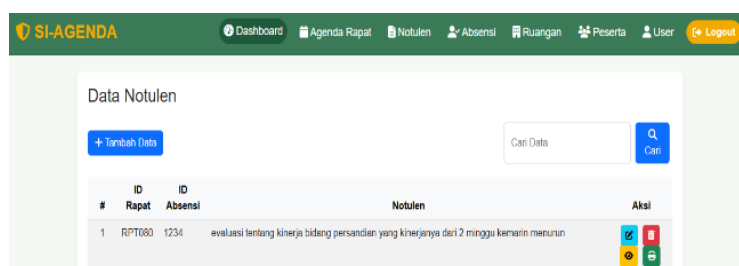 SI-AGENDA Dashboard Agenda Rapat Notulen Absensi Ruangan Peserta User Logout
Data Notulen
+ Tambah Data
Cari Data
Cari
# ID Rapat ID Absensi Notulen Aksi
1 RPT080 1234 evaluasi tentang kinerja bidang persandian yang kinerjanya dari 2 minggu kemarin menurun